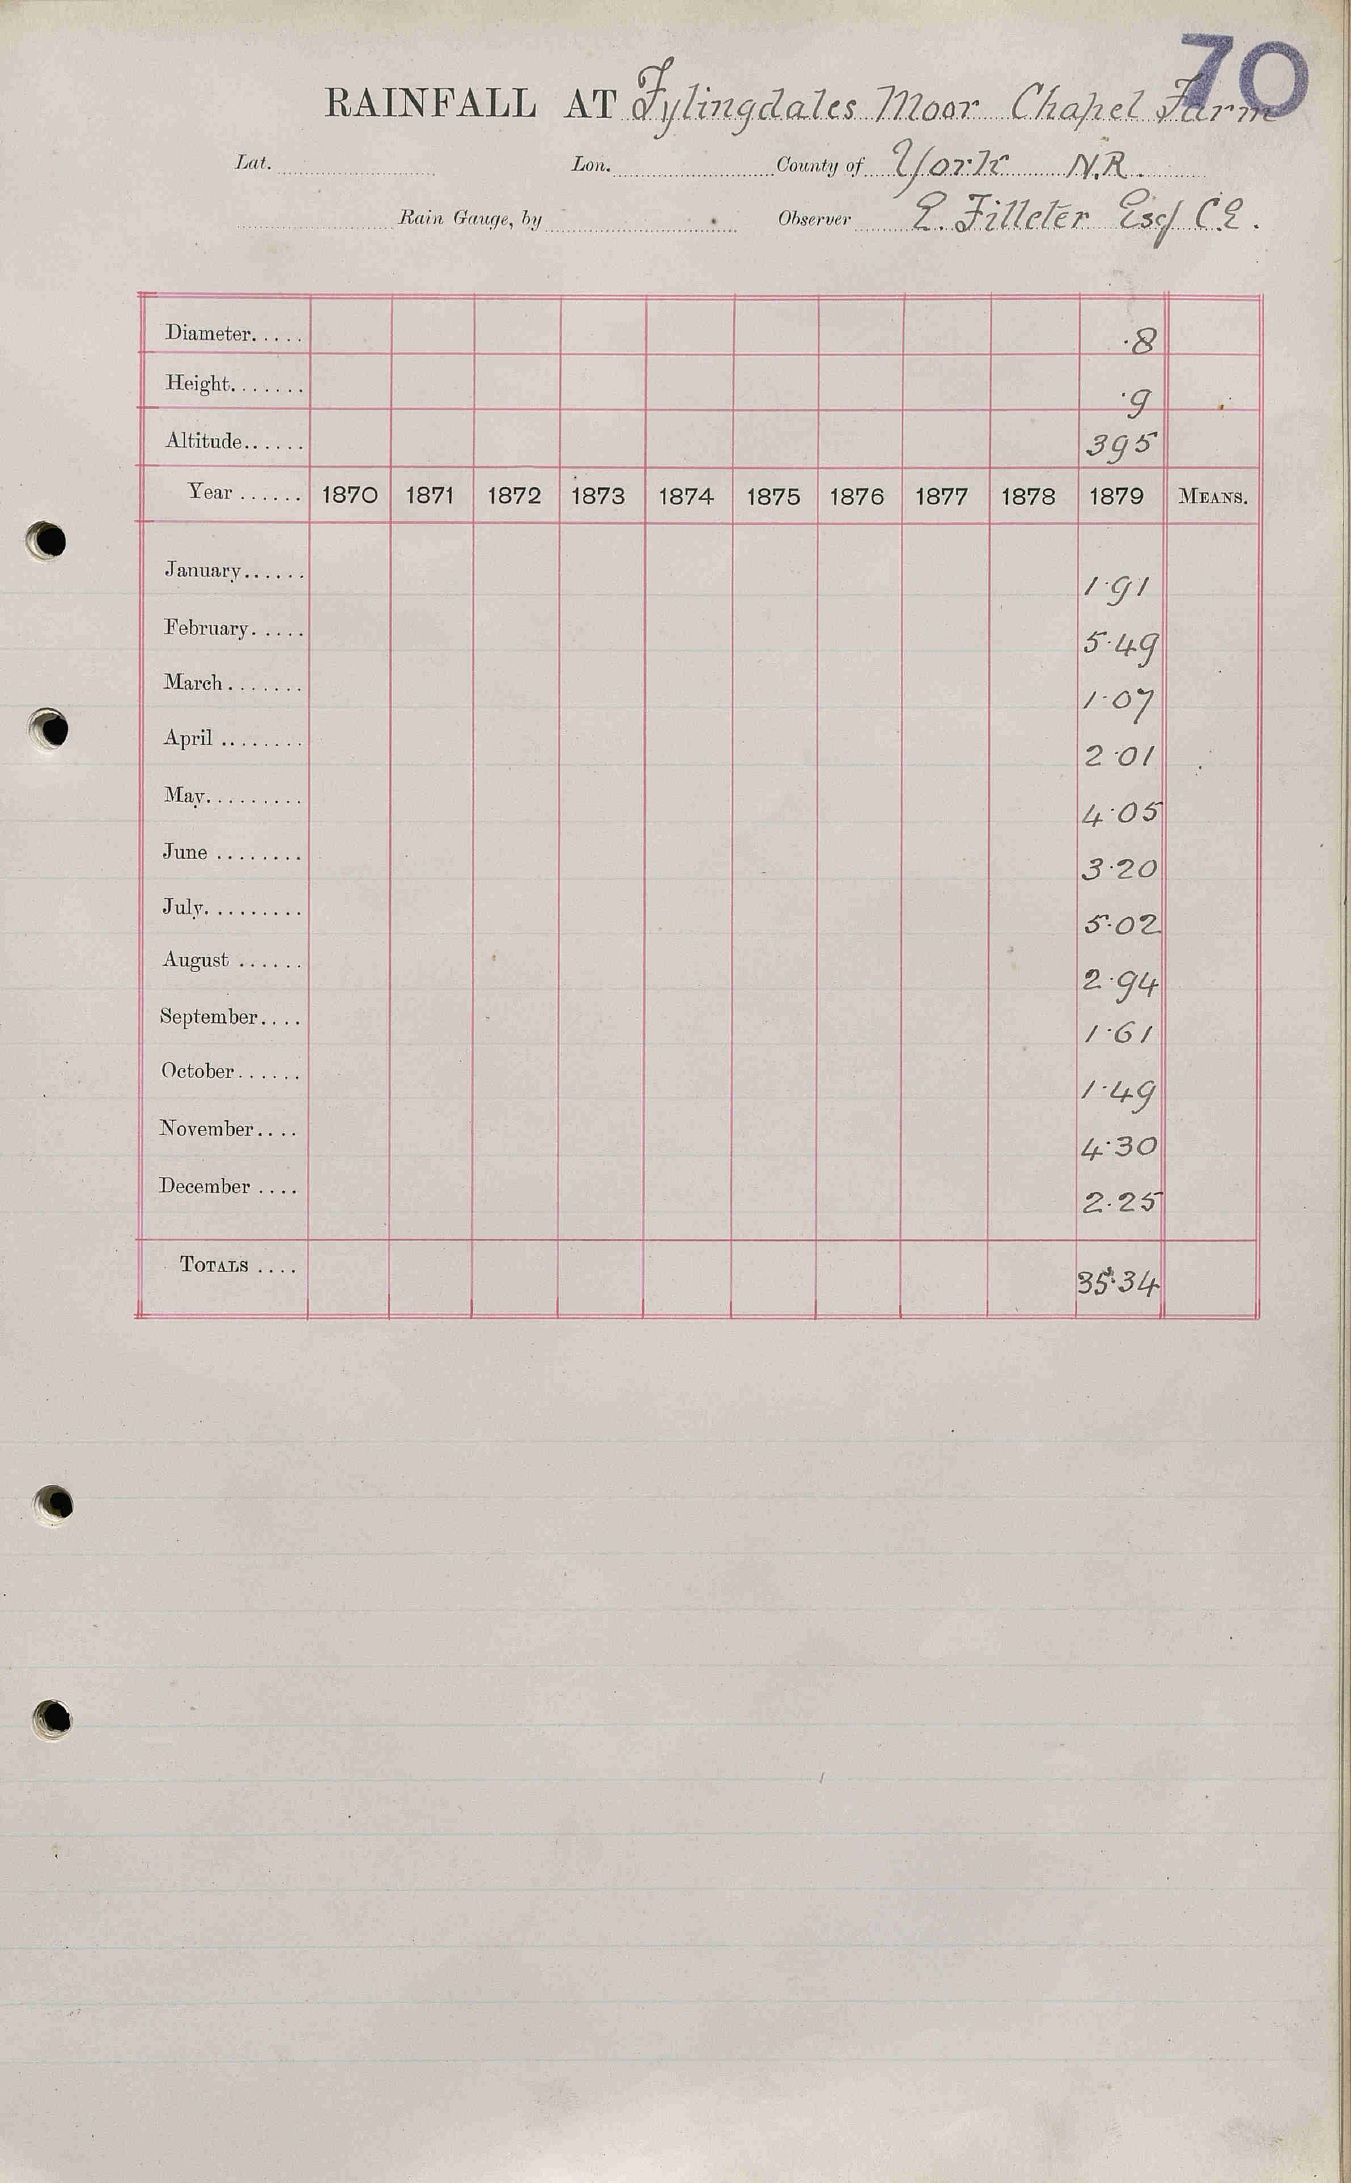 70
RAINFALL AT Fylingdales Moor Chapel Farm
Lat. Lon. County of York N.R.
Rain Gauge, by Observer E. Filleter Esq C.E.
Diameter..... ·8
Height....... ·9
Altitude...... 395
Year ...... 1870 1871 1872 1873 1874 1875 1876 1877 1878 1879 MEANS.
January...... 1·91
February..... 5·49
March....... 1·07
April ........ 2·01
May......... 4·05
June ........ 3·20
July......... 5·02
August ...... 2·94
September.... 1·61
October...... 1·49
November.... 4·30
December .... 2·25
TOTALS .... 35·34